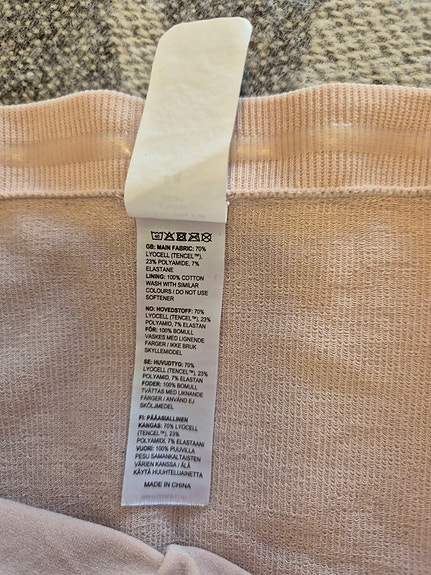 GB: MAIN FABRIC: 70%
LYOCELL (TENCEL™),
23% POLYAMIDE, 7%
ELASTANE
LINING: 100% COTTON
WASH WITH SIMILAR
COLOURS / DO NOT USE
SOFTENER
NO: HOVEDSTOFF: 70%
LYOCELL (TENCEL™), 23%
POLYAMID, 7% ELASTAN
FÔR: 100% BOMULL
VASKES MED LIGNENDE
FARGER / IKKE BRUK
SKYLLEMIDDEL
SE: HUVUDTYG: 70%
LYOCELL (TENCEL™), 23%
POLYAMID, 7% ELASTAN
FODER: 100% BOMULL
TVÄTTAS MED LIKNANDE
FÄRGER / ANVÄND EJ
SKÖLJMEDEL
FI: PÄÄASIALLINEN
KANGAS: 70% LYOCELL
(TENCEL™), 23%
POLYAMIDI, 7% ELASTAANI
VUORI: 100% PUUVILLA
PESU SAMANKALTAISTEN
VÄRIEN KANSSA / ÄLÄ
KÄYTÄ HUUHTELUAINETTA
MADE IN CHINA